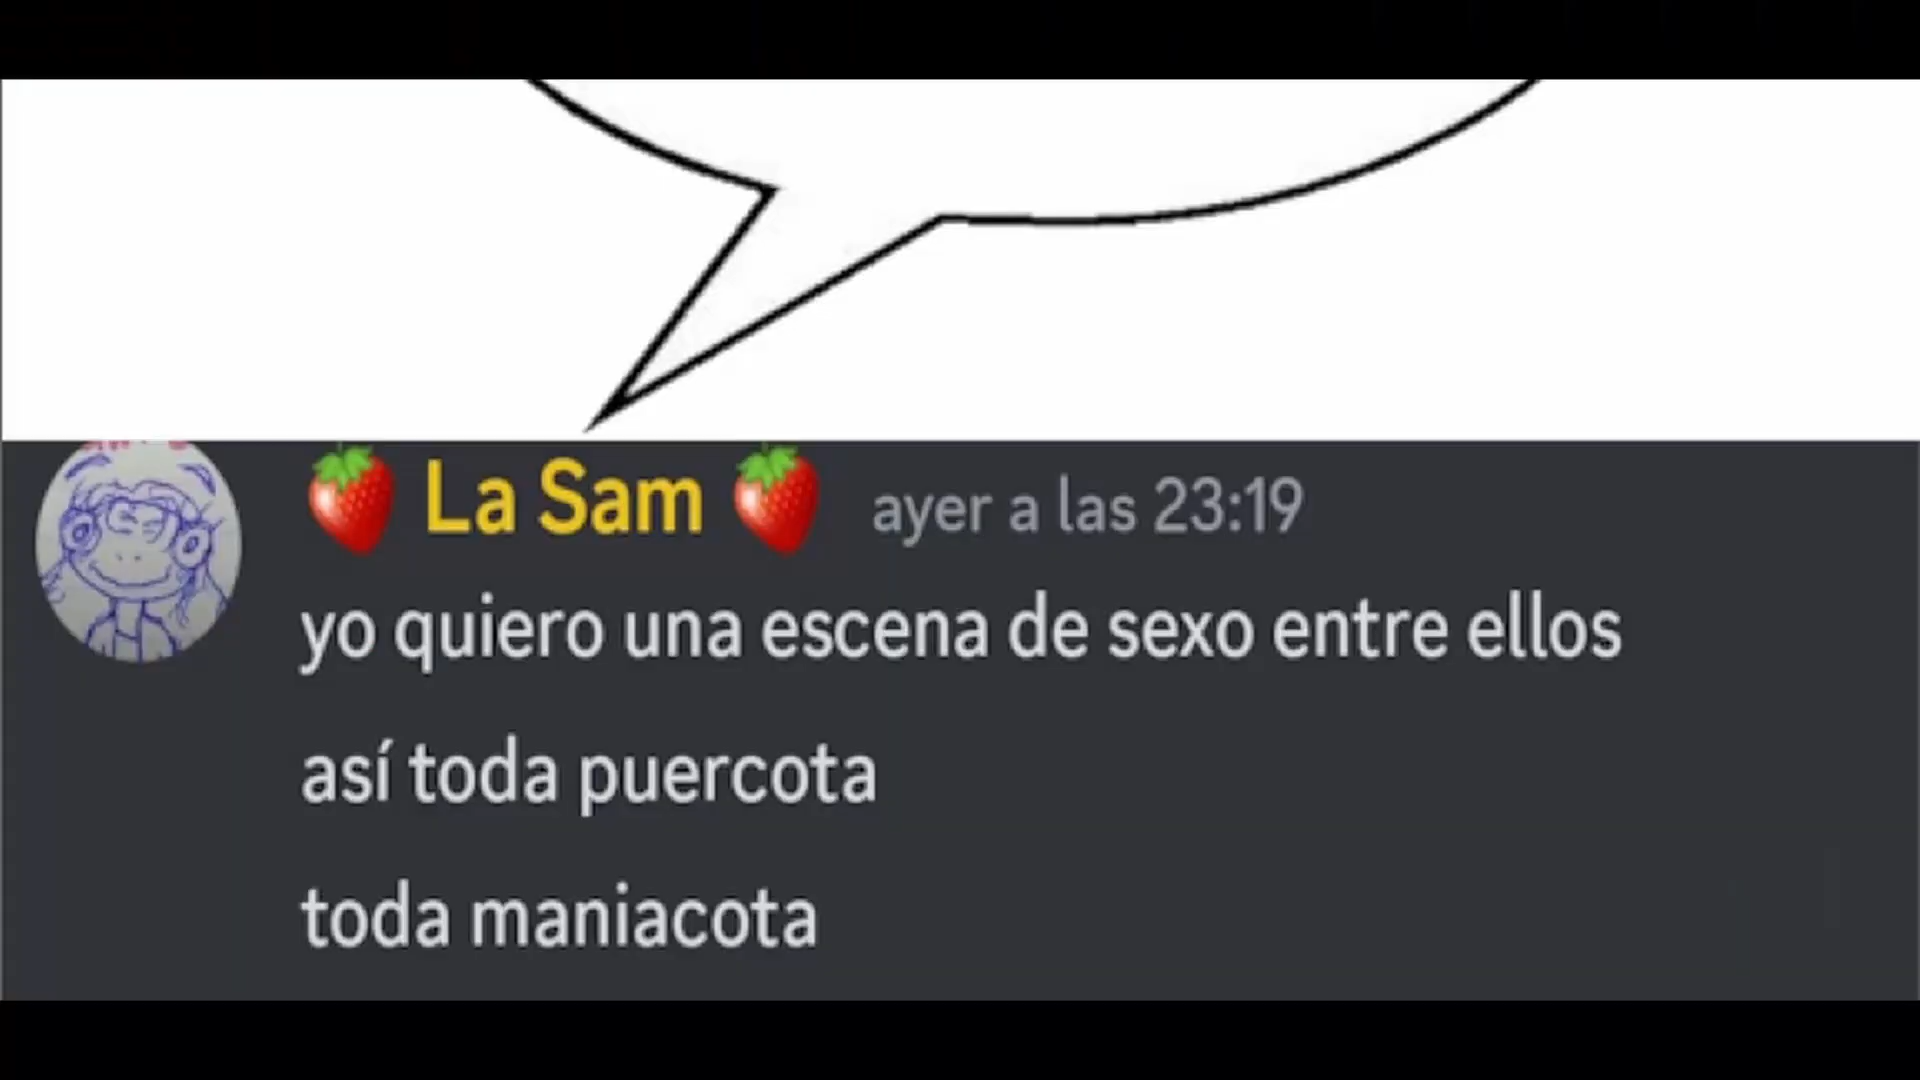 🍓 La Sam 🍓 ayer a las 23:19
yo quiero una escena de sexo entre ellos
así toda puercota
toda maniacota